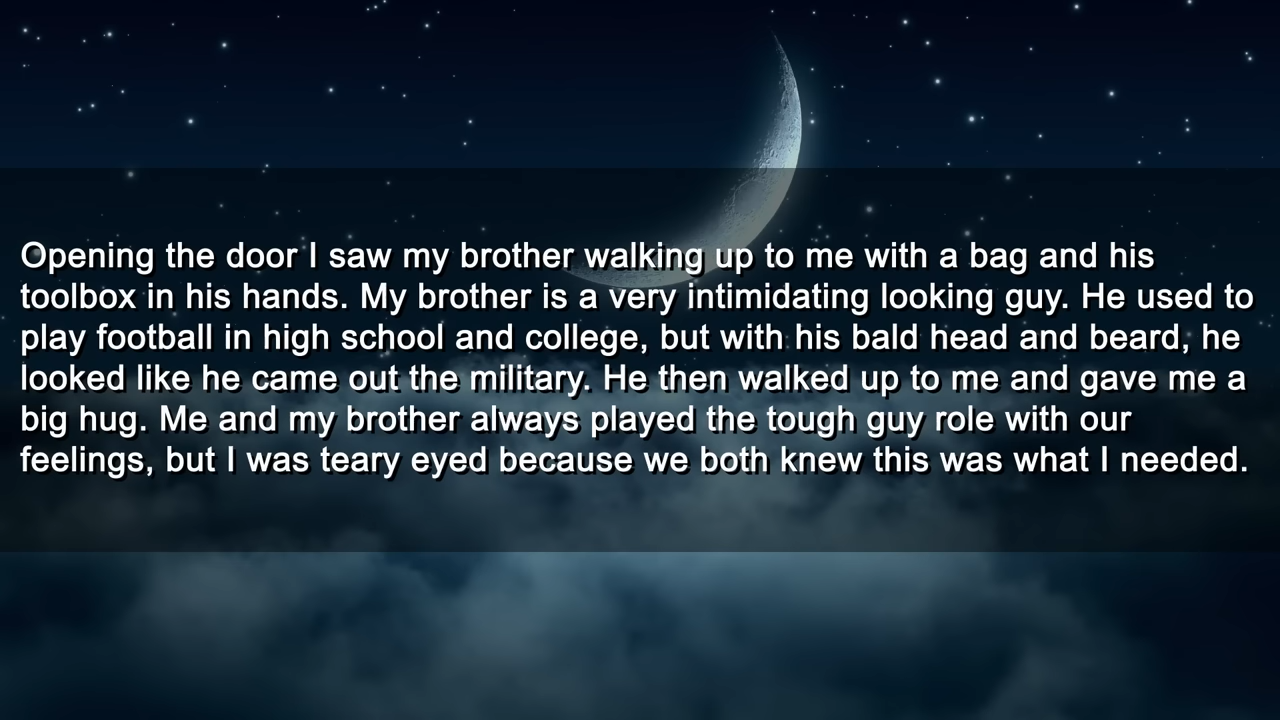 Opening the door I saw my brother walking up to me with a bag and his
toolbox in his hands. My brother is a very intimidating looking guy. He used to
play football in high school and college, but with his bald head and beard, he
looked like he came out the military. He then walked up to me and gave me a
big hug. Me and my brother always played the tough guy role with our
feelings, but I was teary eyed because we both knew this was what I needed.